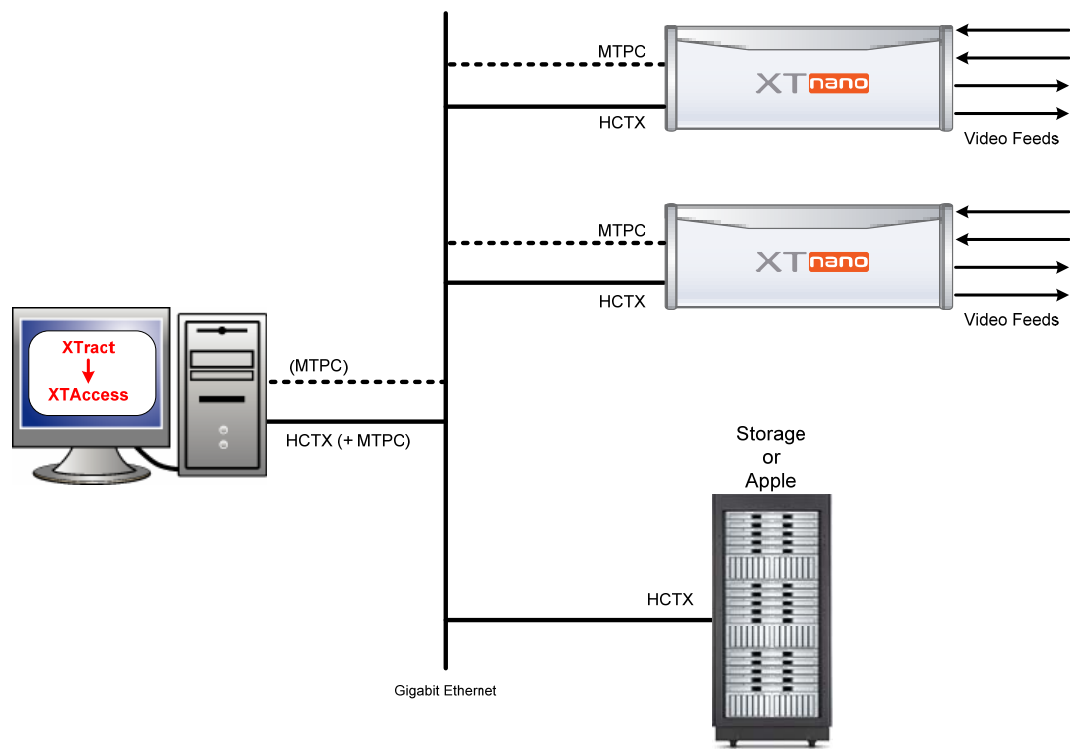 MTPC
XTnano
HCTX
Video Feeds
MTPC
XTnano
HCTX
Video Feeds
XTract
XTAccess
(MTPC)
HCTX (+ MTPC)
Storage
or
Apple
HCTX
Gigabit Ethernet